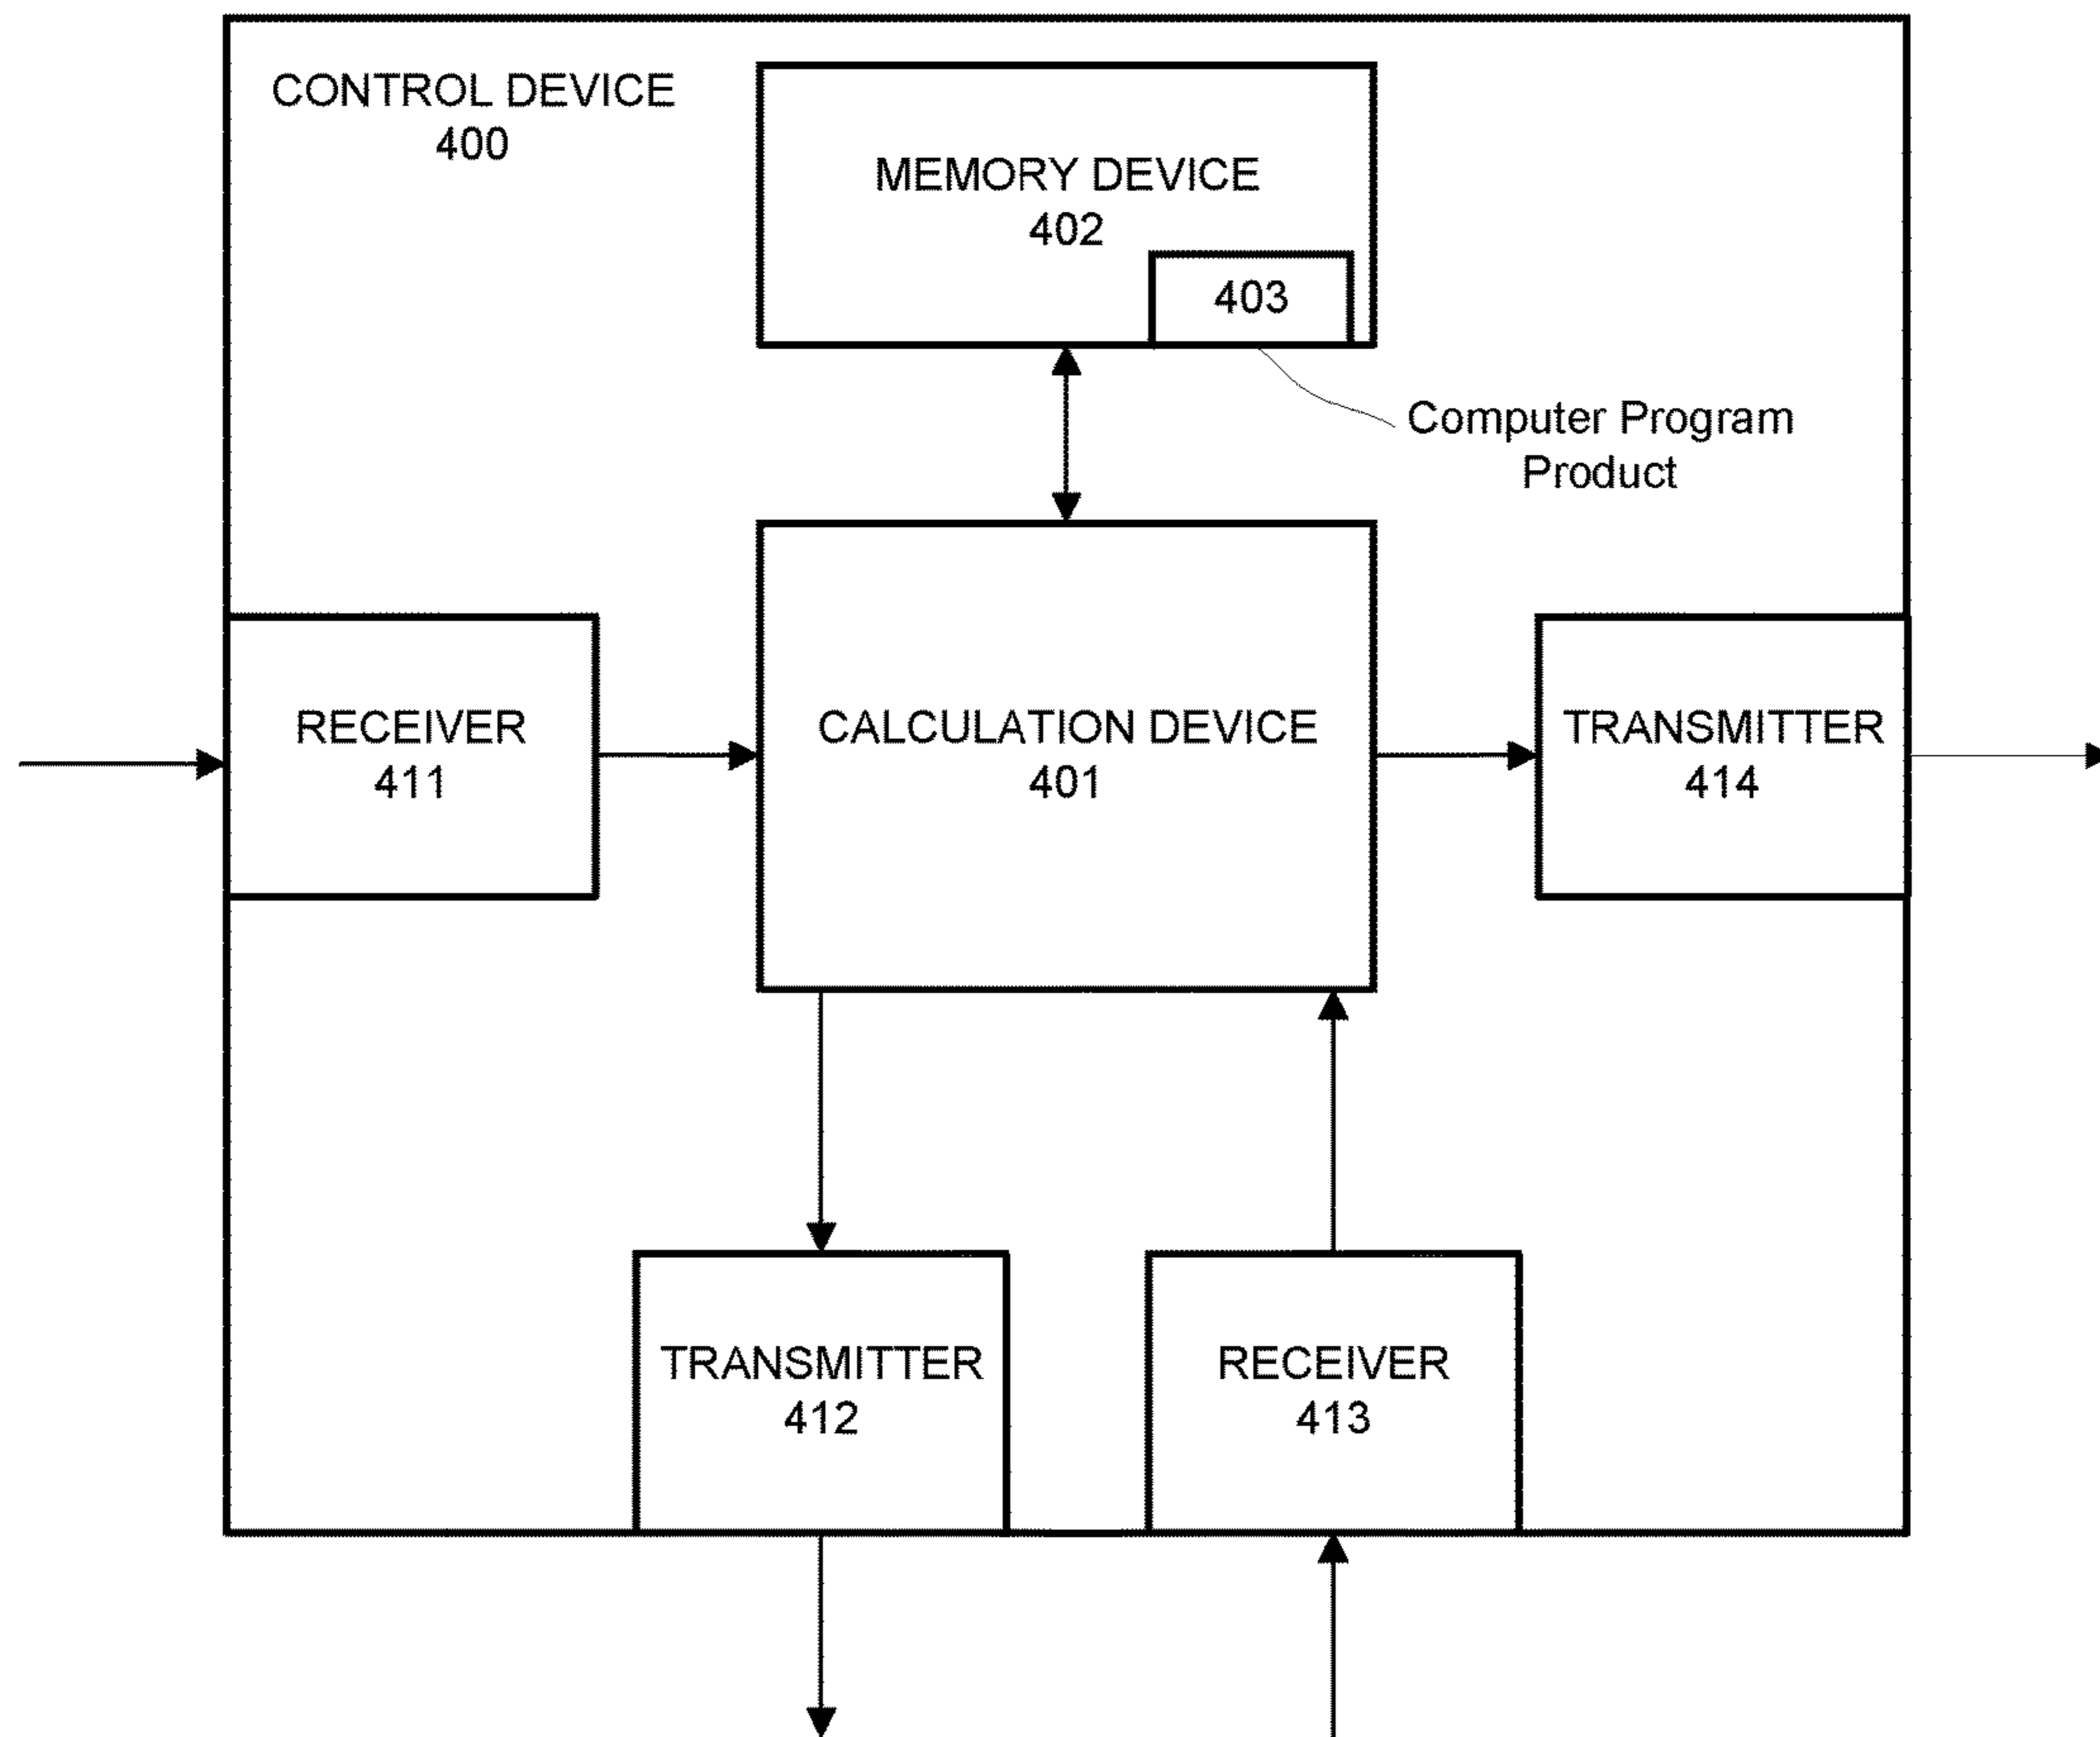 CONTROL DEVICE
400
MEMORY DEVICE
402
403
Computer Program
Product
RECEIVER
411
CALCULATION DEVICE
401
TRANSMITTER
414
TRANSMITTER
412
RECEIVER
413